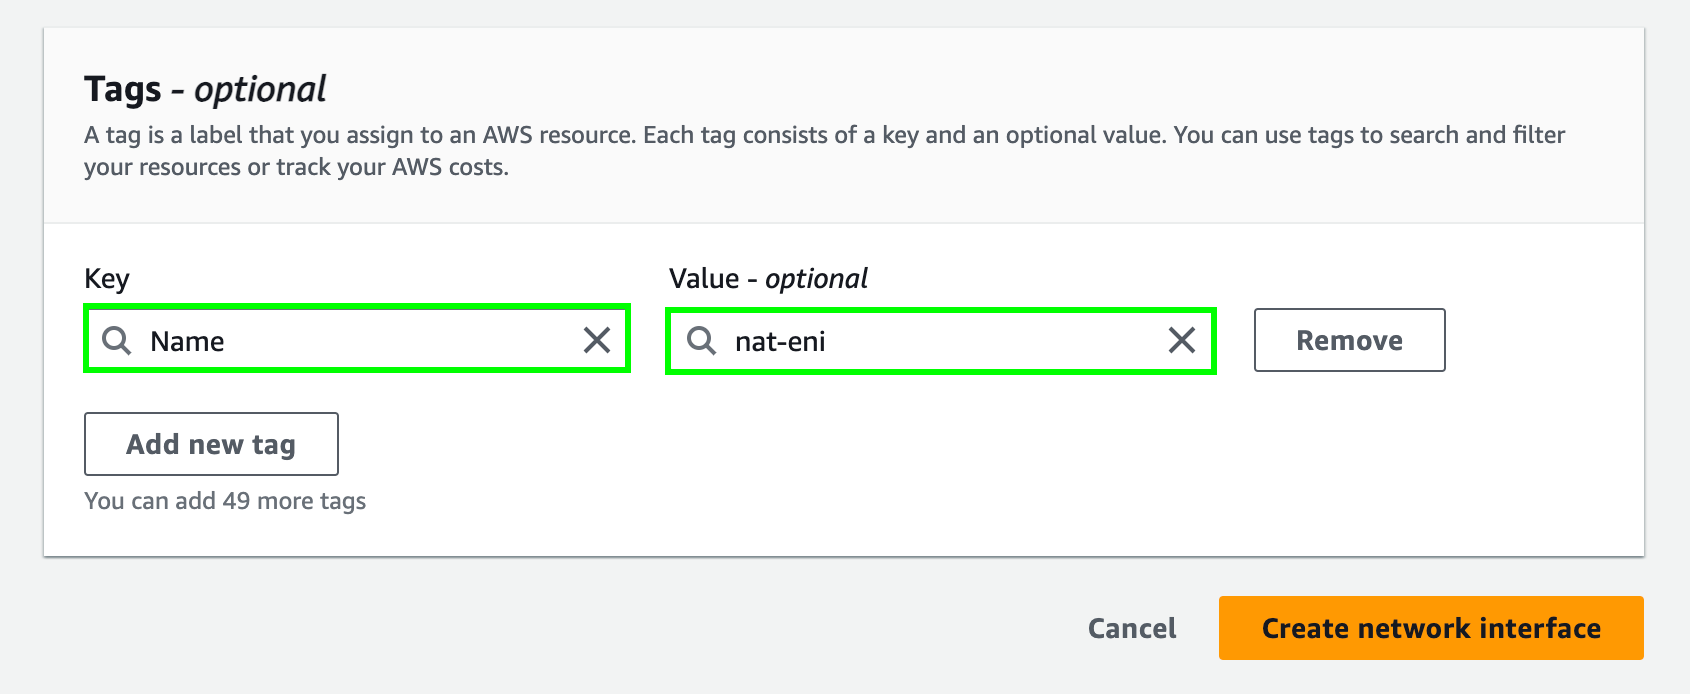 Tags - optional
A tag is a label that you assign to an AWS resource. Each tag consists of a key and an optional value. You can use tags to search and filter
your resources or track your AWS costs.
Key
Value - optional
Name
nat-eni
Remove
Add new tag
You can add 49 more tags
Cancel
Create network interface